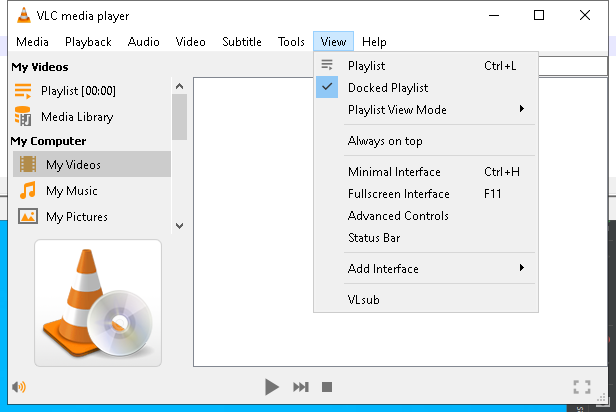 VLC media player
Media Playback Audio Video Subtitle Tools View Help
My Videos
Playlist [00:00]
Media Library
My Computer
My Videos
My Music
My Pictures
Playlist Ctrl+L
Docked Playlist
Playlist View Mode
Always on top
Minimal Interface Ctrl+H
Fullscreen Interface F11
Advanced Controls
Status Bar
Add Interface
VLsub